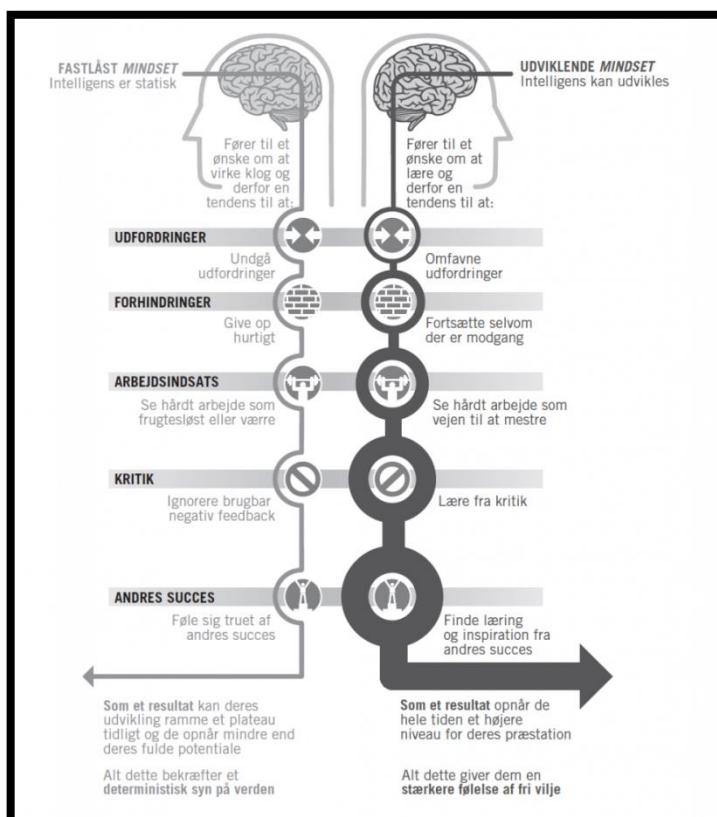 FASTLÅST MINDSET
Intelligens er statisk
UDVIKLENDE MINDSET
Intelligens kan udvikles
Fører til et
ønske om at
virke klog og
derfor en
tendens til at:
Fører til et
ønske om at
lære og
derfor en
tendens til at:
UDFORDRINGER
Undgå
udfordringer
Omfavne
udfordringer
FORHINDRINGER
Give op
hurtigt
Fortsætte selvom
der er modgang
ARBEJDSINDSATS
Se hårdt arbejde som
frugtesløst eller værre
Se hårdt arbejde som
vejen til at mestre
KRITIK
Ignorere brugbar
negativ feedback
Lære fra kritik
ANDRES SUCCES
Føle sig truet af
andres succes
Finde læring
og inspiration fra
andres succes
Som et resultat kan deres
udvikling ramme et plateau
tidligt og de opnår mindre end
deres fulde potentiale
Alt dette bekræfter et
deterministisk syn på verden
Som et resultat opnår de
hele tiden et højere
niveau for deres præstation
Alt dette giver dem en
stærkere følelse af fri vilje